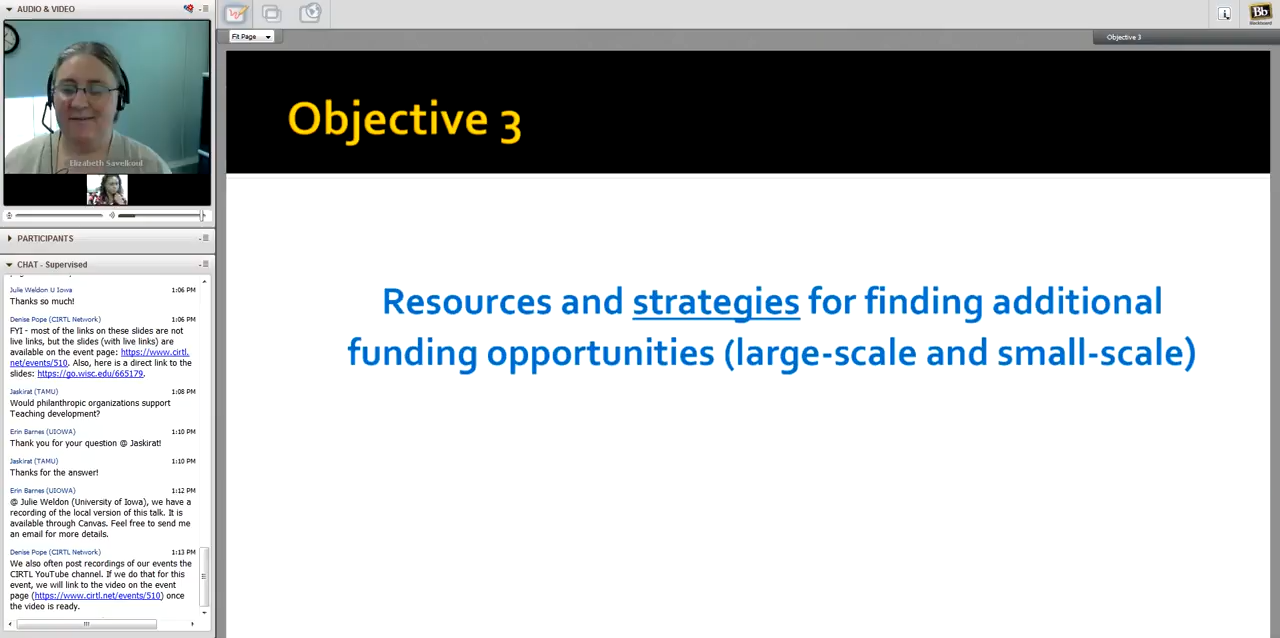 AUDIO & VIDEO
Elizabeth Savelkoul
PARTICIPANTS
CHAT - Supervised
Julie Weldon U Iowa 1:06 PM
Thanks so much!
Denise Pope (CIRTL Network) 1:06 PM
FYI - most of the links on these slides are not
live links, but the slides (with live links) are
available on the event page: https://www.cirtl.
net/events/510. Also, here is a direct link to the
slides: https://go.wisc.edu/665179.
Jaskirat (TAMU) 1:08 PM
Would philantropic organizations support
Teaching development?
Erin Barnes (UIOWA) 1:10 PM
Thank you for your question @ Jaskirat!
Jaskirat (TAMU) 1:10 PM
Thanks for the answer!
Erin Barnes (UIOWA) 1:12 PM
@ Julie Weldon (University of Iowa), we have a
recording of the local version of this talk. It is
available through Canvas. Feel free to send me
an email for more details.
Denise Pope (CIRTL Network) 1:13 PM
We also often post recordings of our events the
CIRTL YouTube channel. If we do that for this
event, we will link to the video on the event
page (https://www.cirtl.net/events/510) once
the video is ready.
Fit Page
Objective 3
Bb
Blackboard
Objective 3
Resources and strategies for finding additional
funding opportunities (large-scale and small-scale)